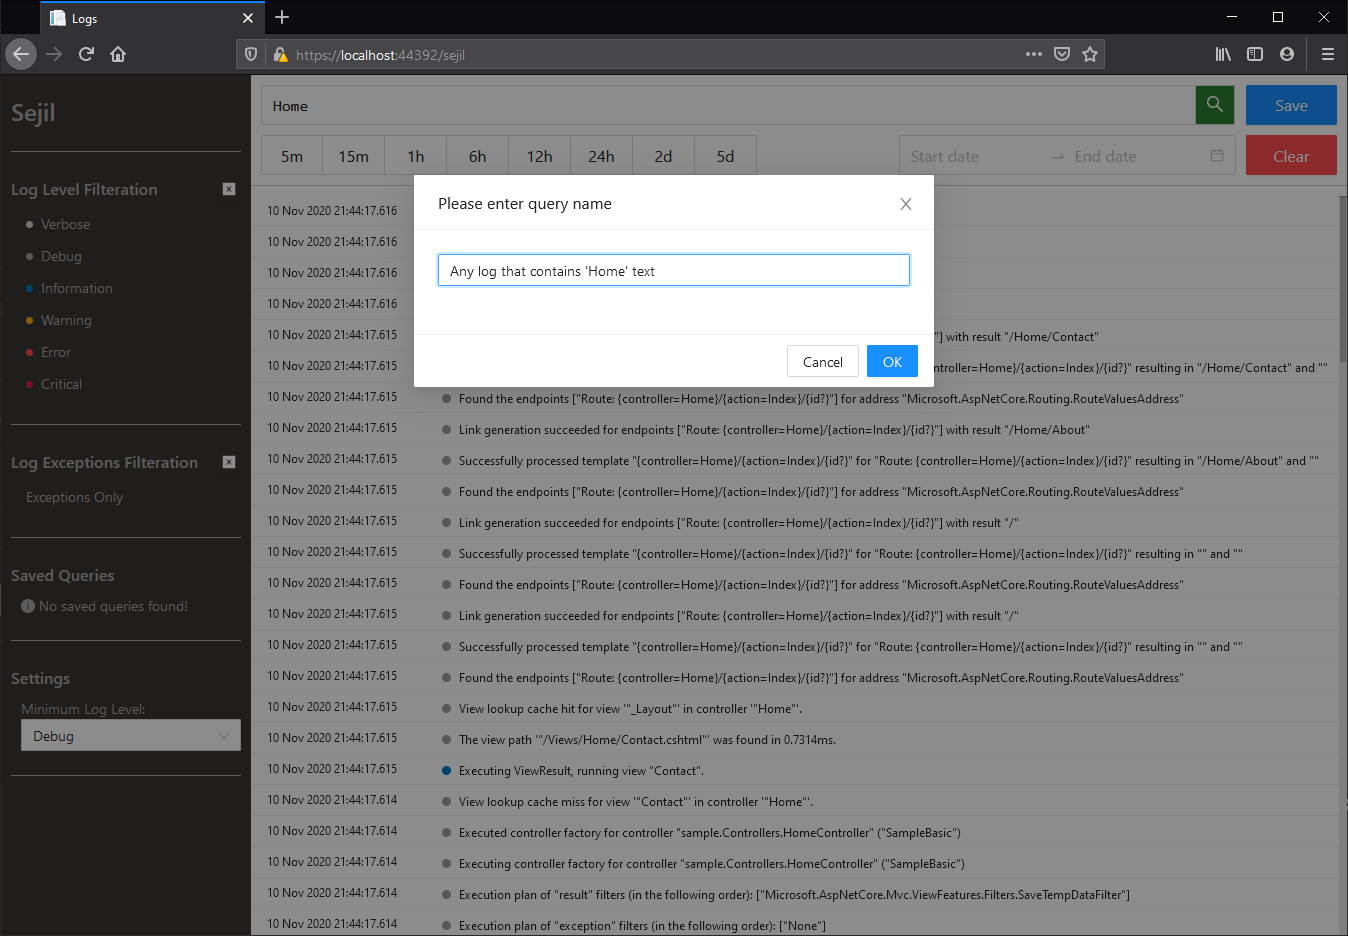 Logs
https://localhost:44392/sejil
Sejil
Log Level Filteration
Verbose
Debug
Information
Warning
Error
Critical
Log Exceptions Filteration
Exceptions Only
Saved Queries
No saved queries found!
Settings
Minimum Log Level:
Debug
Home
Save
5m 15m 1h 6h 12h 24h 2d 5d
Start date → End date
Clear
Please enter query name
Any log that contains 'Home' text
Cancel OK
10 Nov 2020 21:44:17.616
10 Nov 2020 21:44:17.616
10 Nov 2020 21:44:17.616
10 Nov 2020 21:44:17.616
10 Nov 2020 21:44:17.615 "] with result "/Home/Contact"
10 Nov 2020 21:44:17.615 ntroller=Home}/{action=Index}/{id?}" resulting in "/Home/Contact" and ""
10 Nov 2020 21:44:17.615 Found the endpoints ["Route: {controller=Home}/{action=Index}/{id?}"] for address "Microsoft.AspNetCore.Routing.RouteValuesAddress"
10 Nov 2020 21:44:17.615 Link generation succeeded for endpoints ["Route: {controller=Home}/{action=Index}/{id?}"] with result "/Home/About"
10 Nov 2020 21:44:17.615 Successfully processed template "{controller=Home}/{action=Index}/{id?}" for "Route: {controller=Home}/{action=Index}/{id?}" resulting in "/Home/About" and ""
10 Nov 2020 21:44:17.615 Found the endpoints ["Route: {controller=Home}/{action=Index}/{id?}"] for address "Microsoft.AspNetCore.Routing.RouteValuesAddress"
10 Nov 2020 21:44:17.615 Link generation succeeded for endpoints ["Route: {controller=Home}/{action=Index}/{id?}"] with result "/"
10 Nov 2020 21:44:17.615 Successfully processed template "{controller=Home}/{action=Index}/{id?}" for "Route: {controller=Home}/{action=Index}/{id?}" resulting in "" and ""
10 Nov 2020 21:44:17.615 Found the endpoints ["Route: {controller=Home}/{action=Index}/{id?}"] for address "Microsoft.AspNetCore.Routing.RouteValuesAddress"
10 Nov 2020 21:44:17.615 Link generation succeeded for endpoints ["Route: {controller=Home}/{action=Index}/{id?}"] with result "/"
10 Nov 2020 21:44:17.615 Successfully processed template "{controller=Home}/{action=Index}/{id?}" for "Route: {controller=Home}/{action=Index}/{id?}" resulting in "" and ""
10 Nov 2020 21:44:17.615 Found the endpoints ["Route: {controller=Home}/{action=Index}/{id?}"] for address "Microsoft.AspNetCore.Routing.RouteValuesAddress"
10 Nov 2020 21:44:17.615 View lookup cache hit for view '"_Layout"' in controller '"Home"'.
10 Nov 2020 21:44:17.615 The view path '"/Views/Home/Contact.cshtml"' was found in 0.7314ms.
10 Nov 2020 21:44:17.615 Executing ViewResult, running view "Contact".
10 Nov 2020 21:44:17.614 View lookup cache miss for view '"Contact"' in controller '"Home"'.
10 Nov 2020 21:44:17.614 Executed controller factory for controller "sample.Controllers.HomeController" ("SampleBasic")
10 Nov 2020 21:44:17.614 Executing controller factory for controller "sample.Controllers.HomeController" ("SampleBasic")
10 Nov 2020 21:44:17.614 Execution plan of "result" filters (in the following order): ["Microsoft.AspNetCore.Mvc.ViewFeatures.Filters.SaveTempDataFilter"]
10 Nov 2020 21:44:17.614 Execution plan of "exception" filters (in the following order): ["None"]